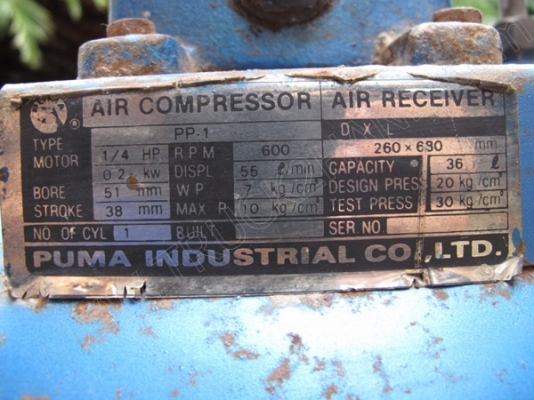 AIR COMPRESSOR AIR RECEIVER
TYPE PP-1 D X L
MOTOR 1/4 HP R P M 600 260 × 630 mm
0.2 kw DISPL 55 ℓ/min CAPACITY 36 ℓ
BORE 51 mm W P 7 kg/cm² DESIGN PRESS 20 kg/cm²
STROKE 38 mm MAX P 10 kg/cm² TEST PRESS 30 kg/cm²
NO OF CYL 1 BUILT SER NO
PUMA INDUSTRIAL CO.,LTD.